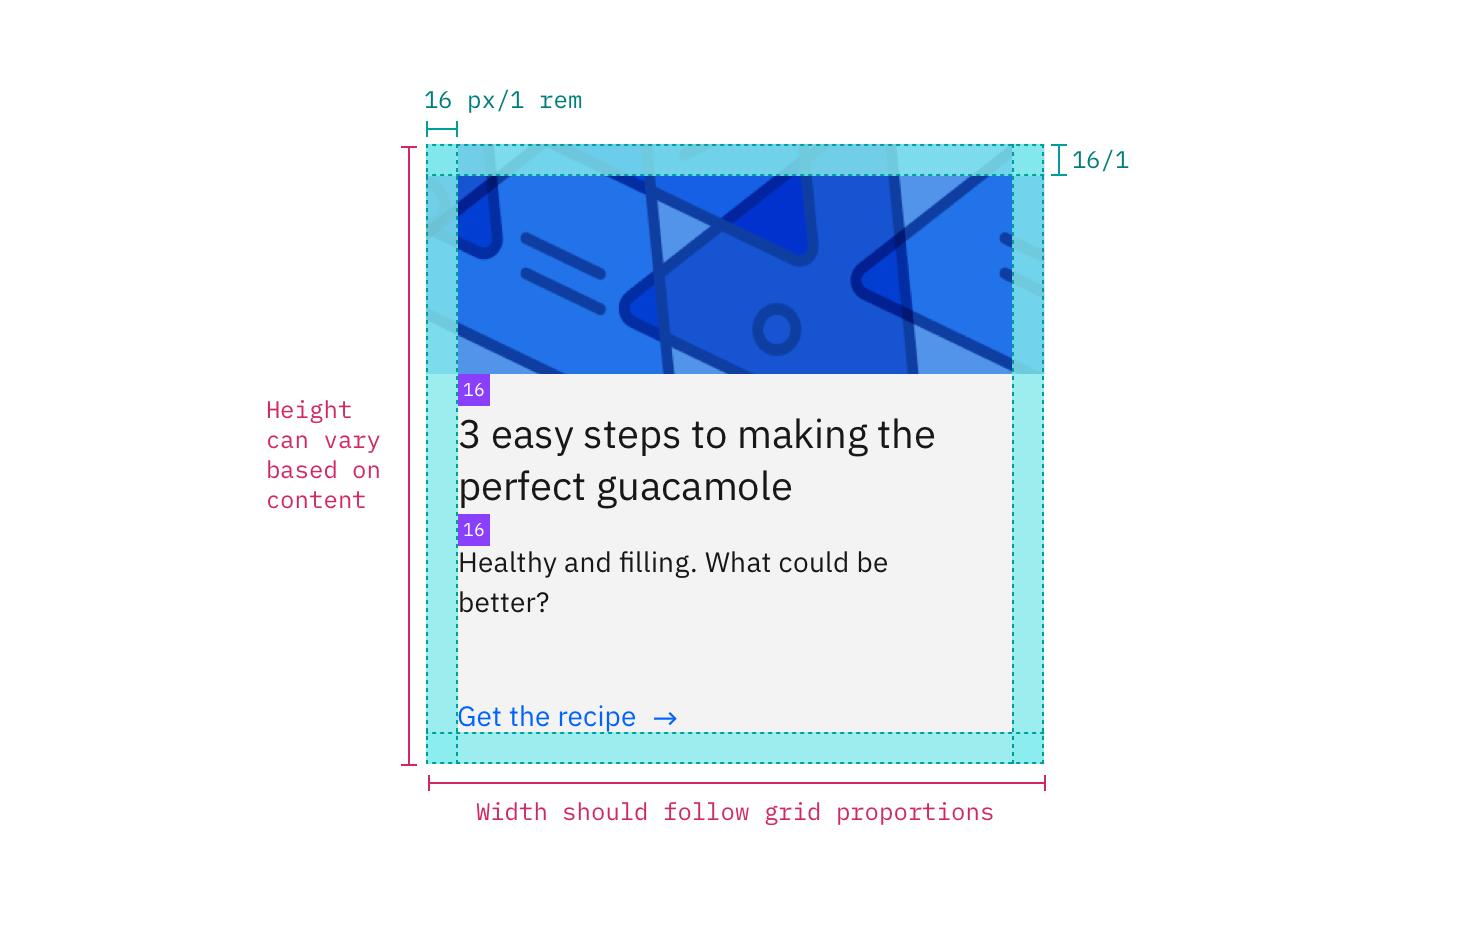 16 px/1 rem
16/1
Height
can vary
based on
content
16
3 easy steps to making the
perfect guacamole
16
Healthy and filling. What could be
better?
Get the recipe →
Width should follow grid proportions